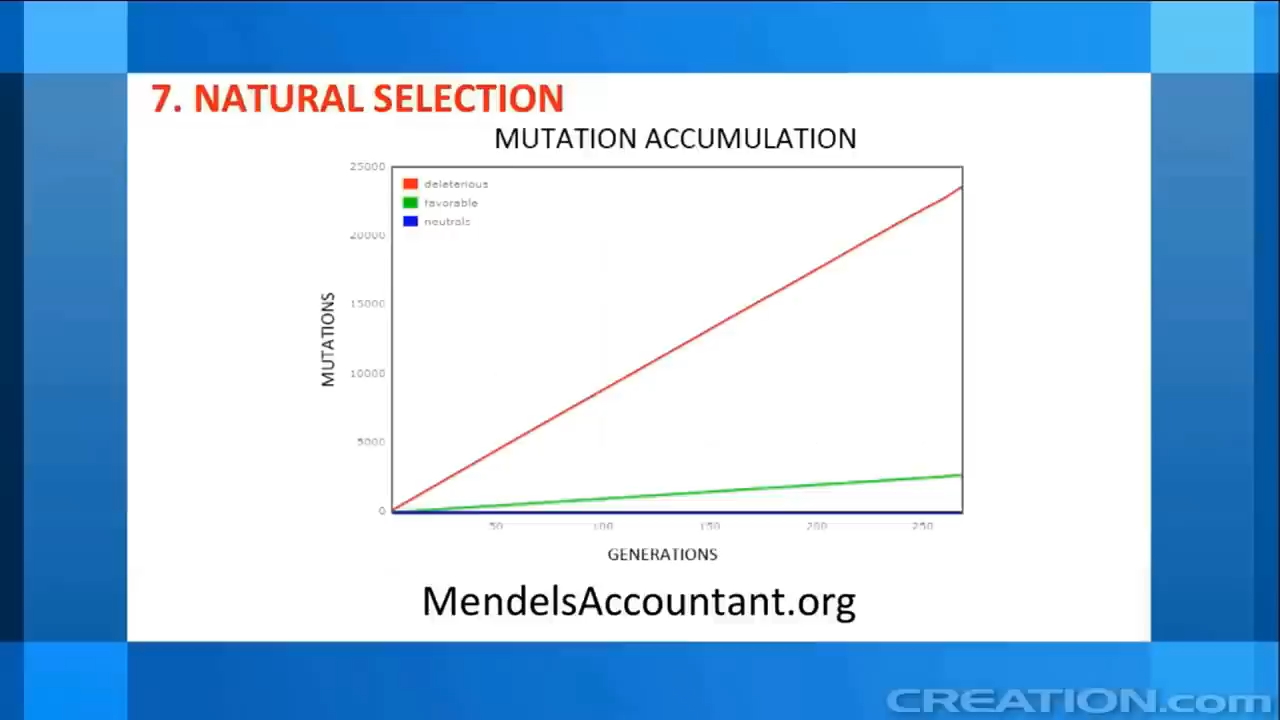 7. NATURAL SELECTION
MUTATION ACCUMULATION
25000
deleterious
favorable
neutrals
20000
15000
10000
5000
0
MUTATIONS
50 100 150 200 250
GENERATIONS
MendelsAccountant.org
CREATION.com